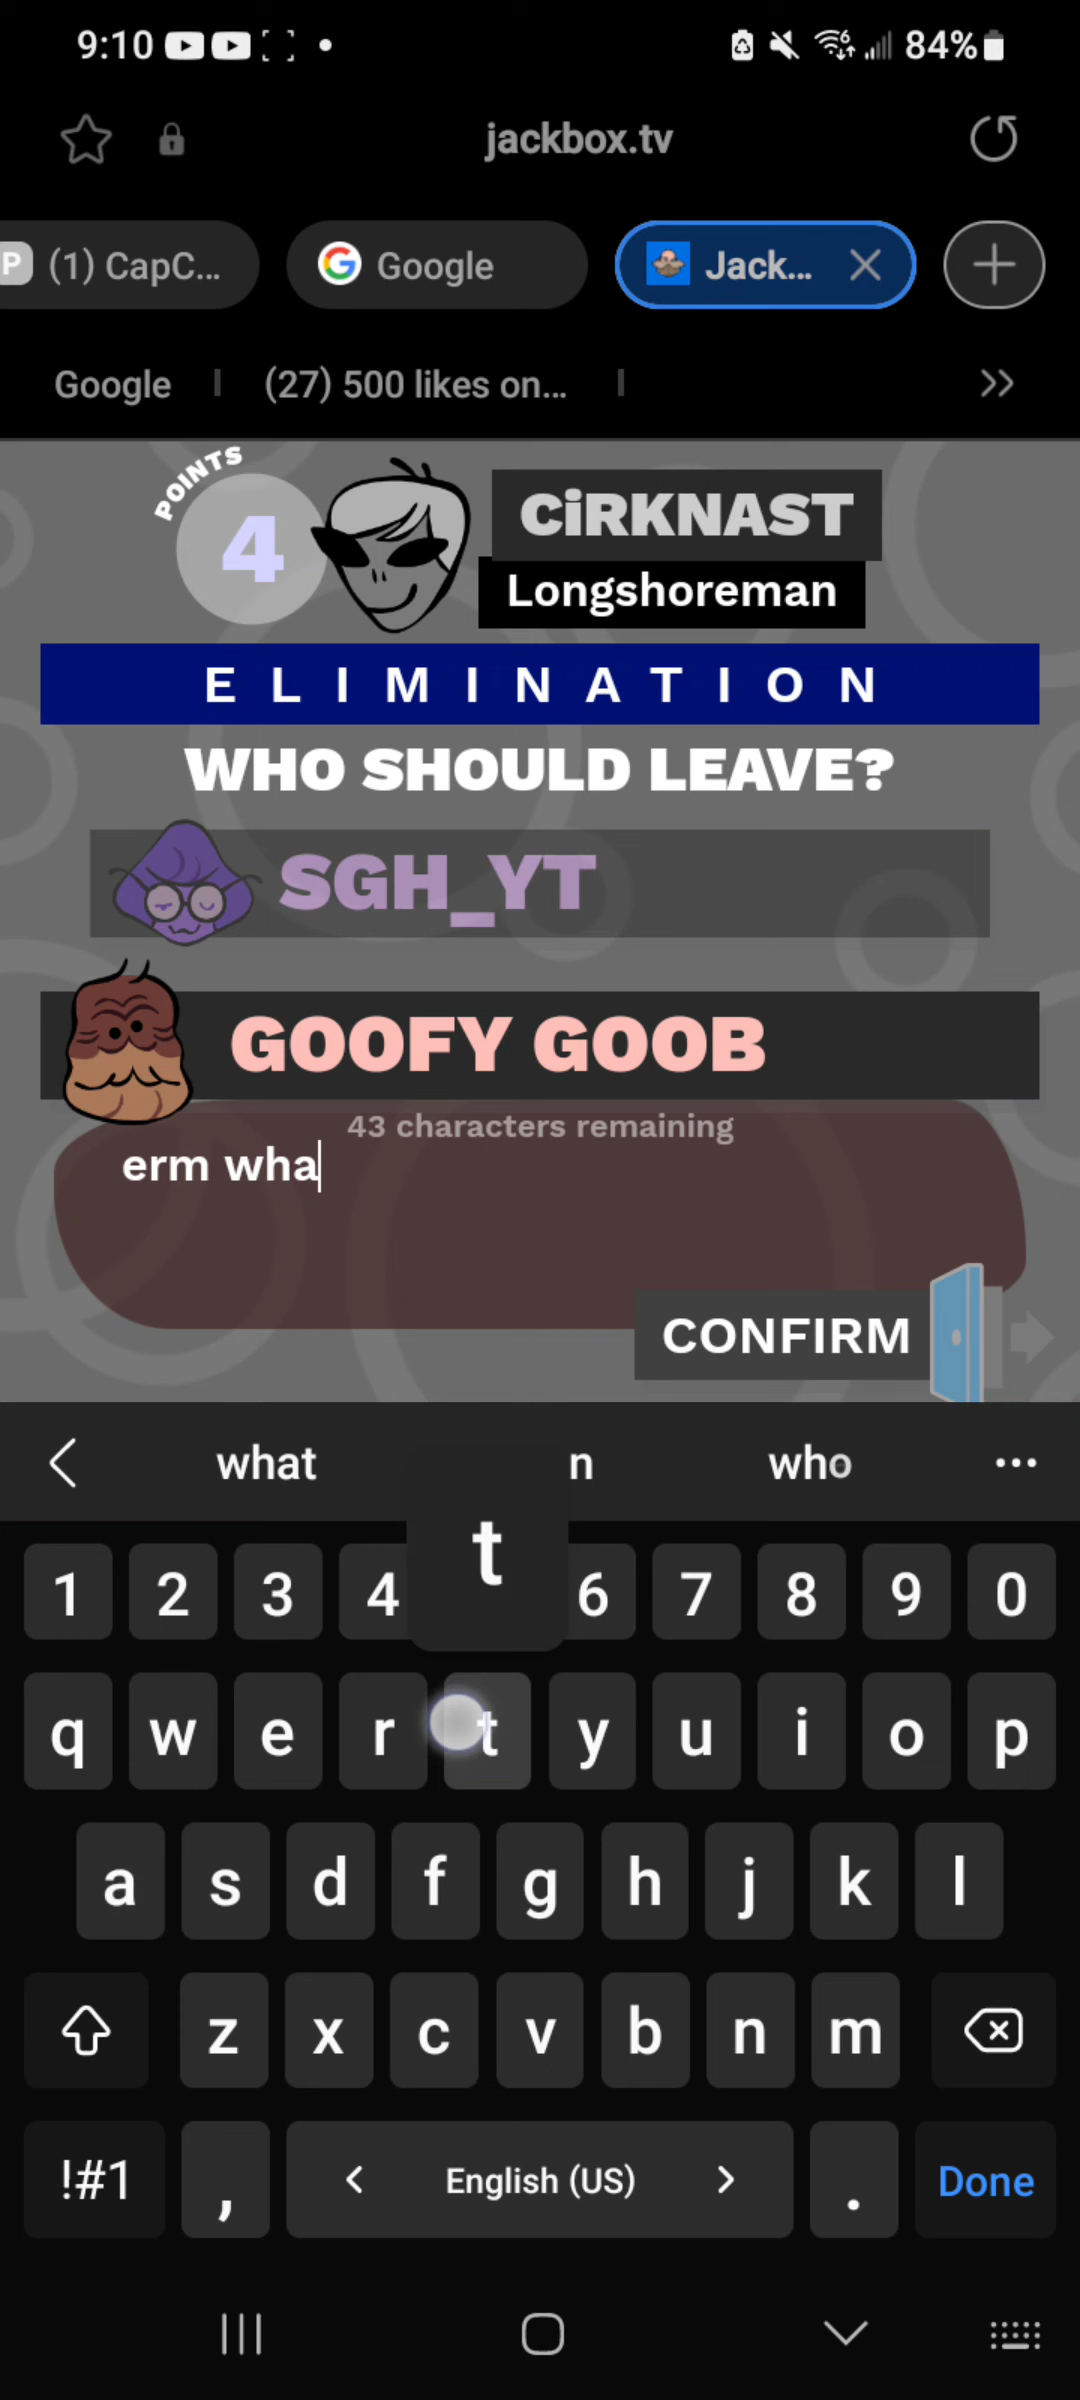 9:10 84%
jackbox.tv
P (1) CapC... Google Jack...
Google | (27) 500 likes on... |
POINTS
4
CiRKNAST
Longshoreman
ELIMINATION
WHO SHOULD LEAVE?
SGH_YT
GOOFY GOOB
43 characters remaining
erm wha
CONFIRM
what n who ...
t
1 2 3 4 6 7 8 9 0
q w e r t y u i o p
a s d f g h j k l
z x c v b n m
!#1 , < English (US) > . Done